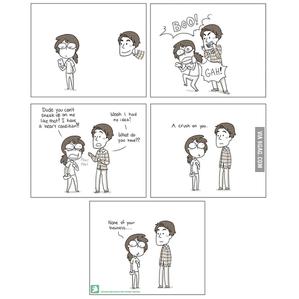 BOO!
GAH!
Dude you can't
sneak up on me
like that! I have
a heart condition!!
Woah I had
no idea!
What do
you have??
A crush on you.
None of your
business....
VIA 9GAG.COM